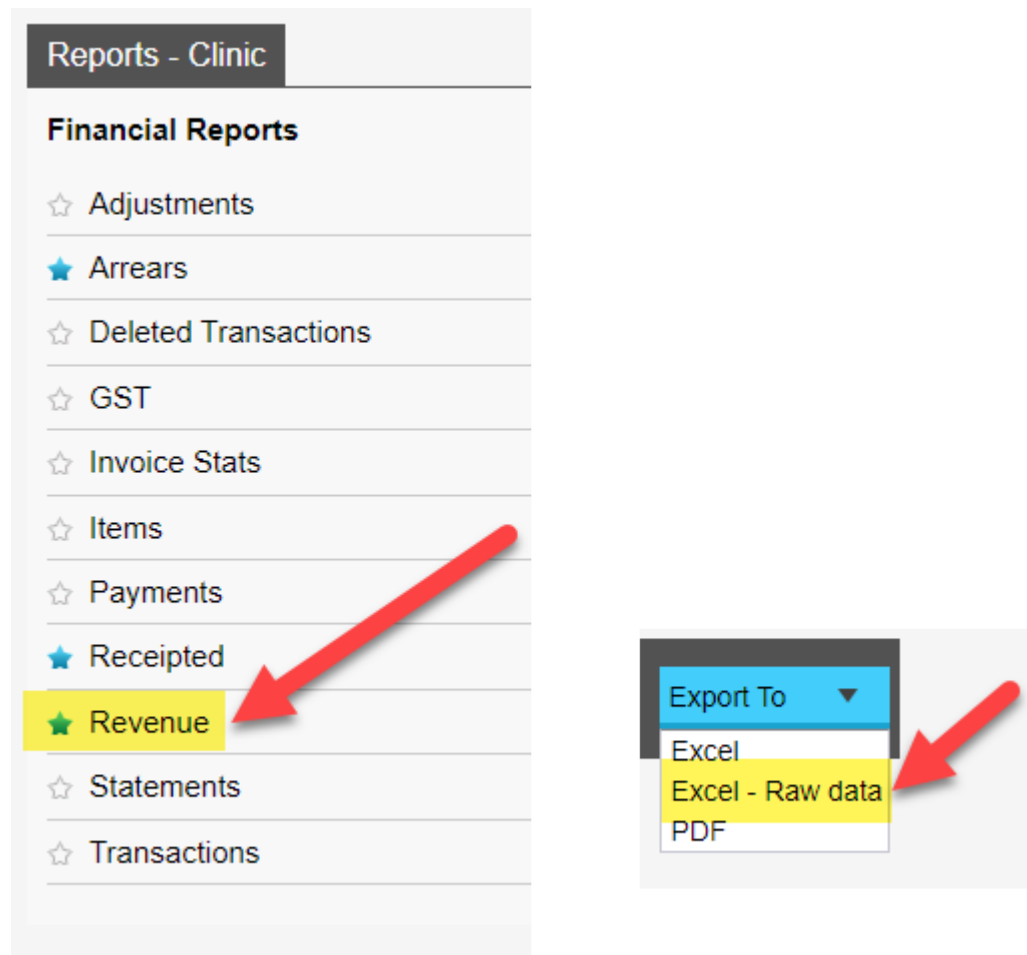 Reports - Clinic
Financial Reports
Adjustments
Arrears
Deleted Transactions
GST
Invoice Stats
Items
Payments
Receipted
Revenue
Statements
Transactions
Export To
Excel
Excel - Raw data
PDF